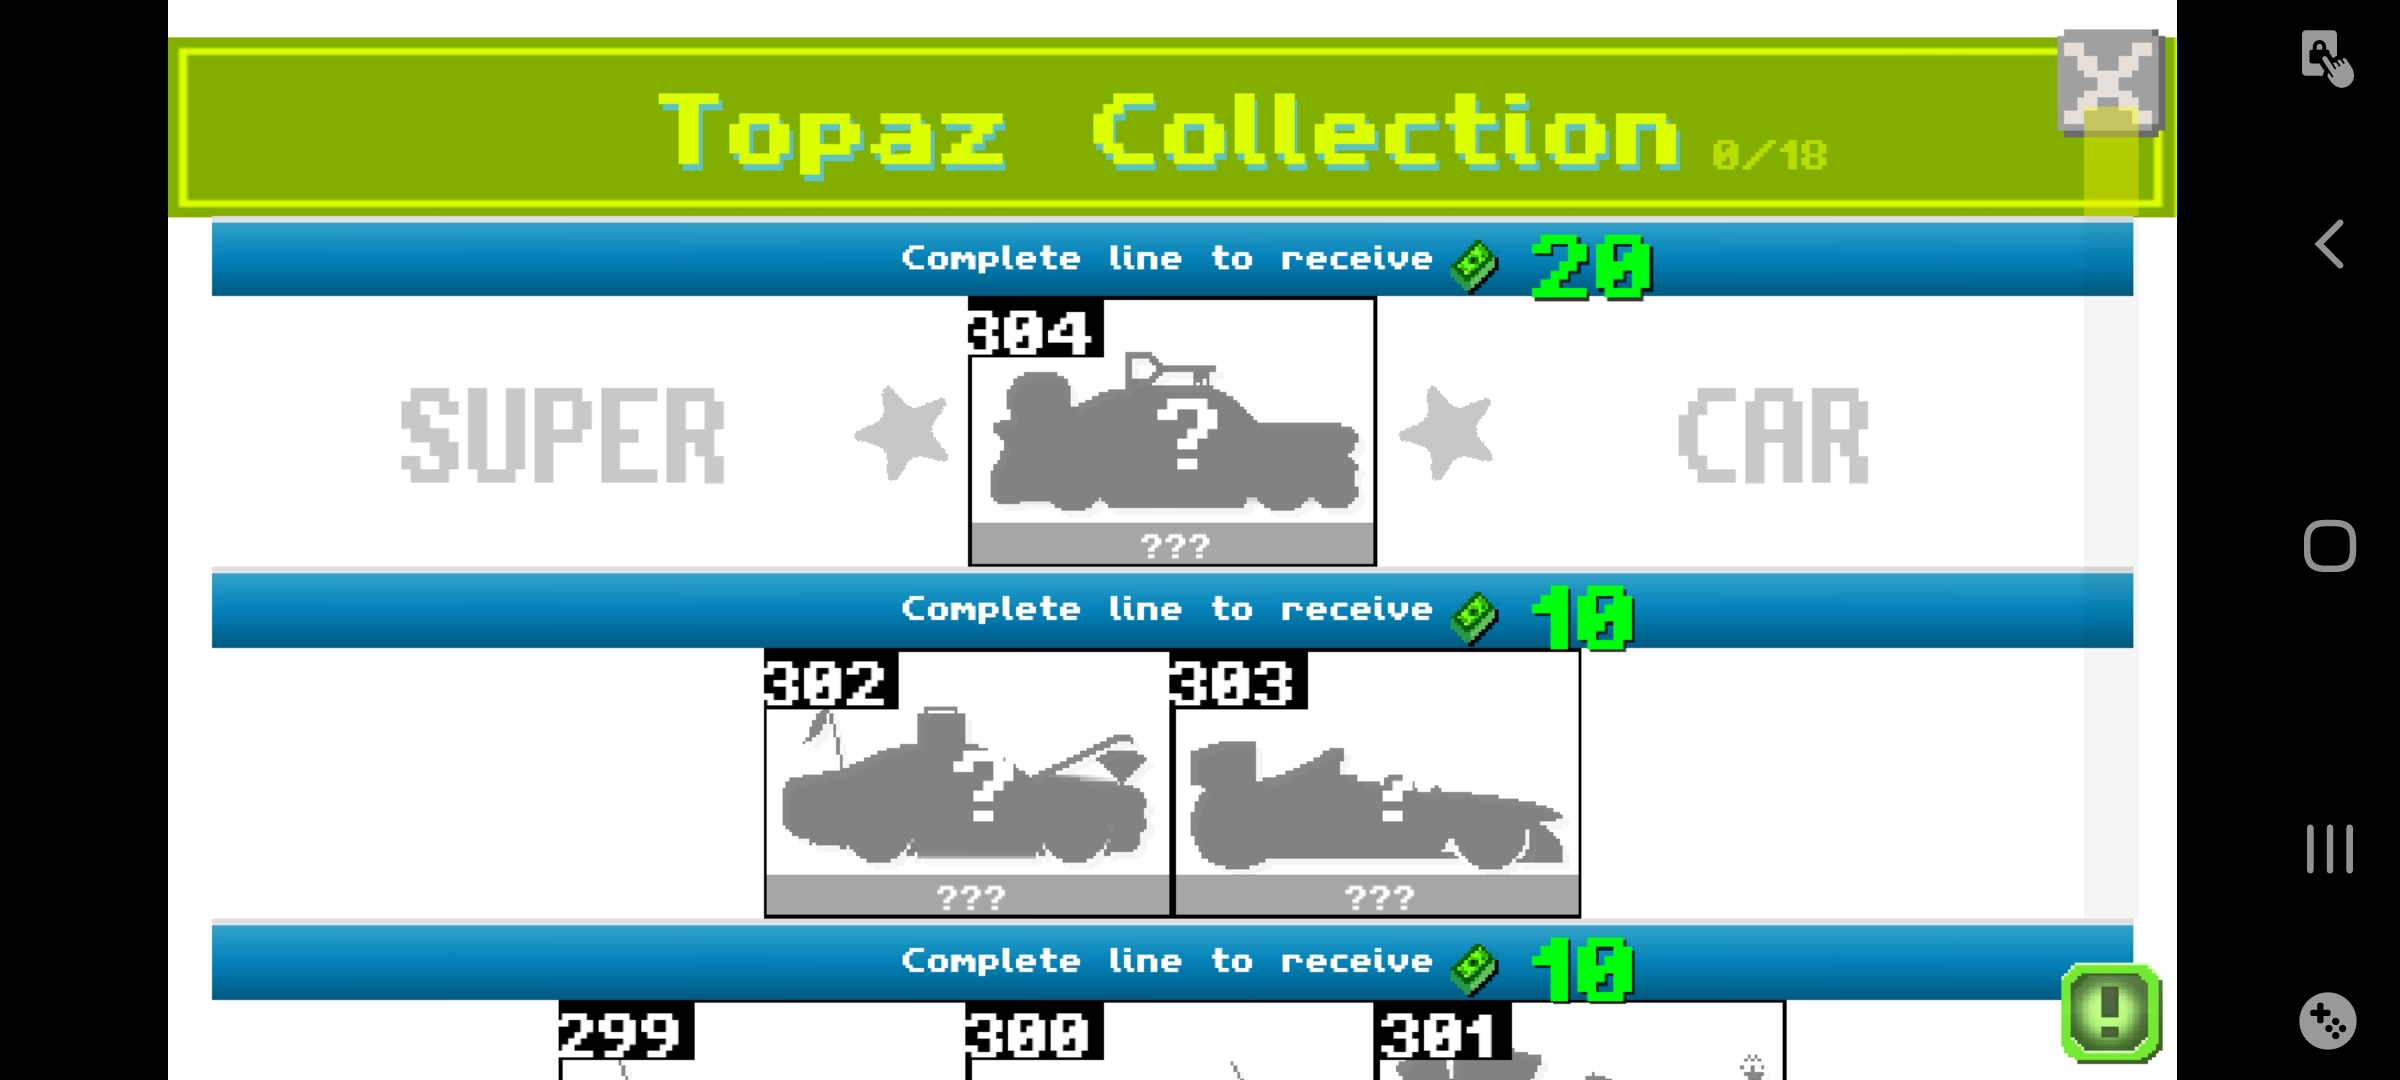 Topaz Collection 0/18
Complete line to receive 20
304
SUPER CAR
?
???
Complete line to receive 10
302 303
? ?
??? ???
Complete line to receive 10
299 300 301
!